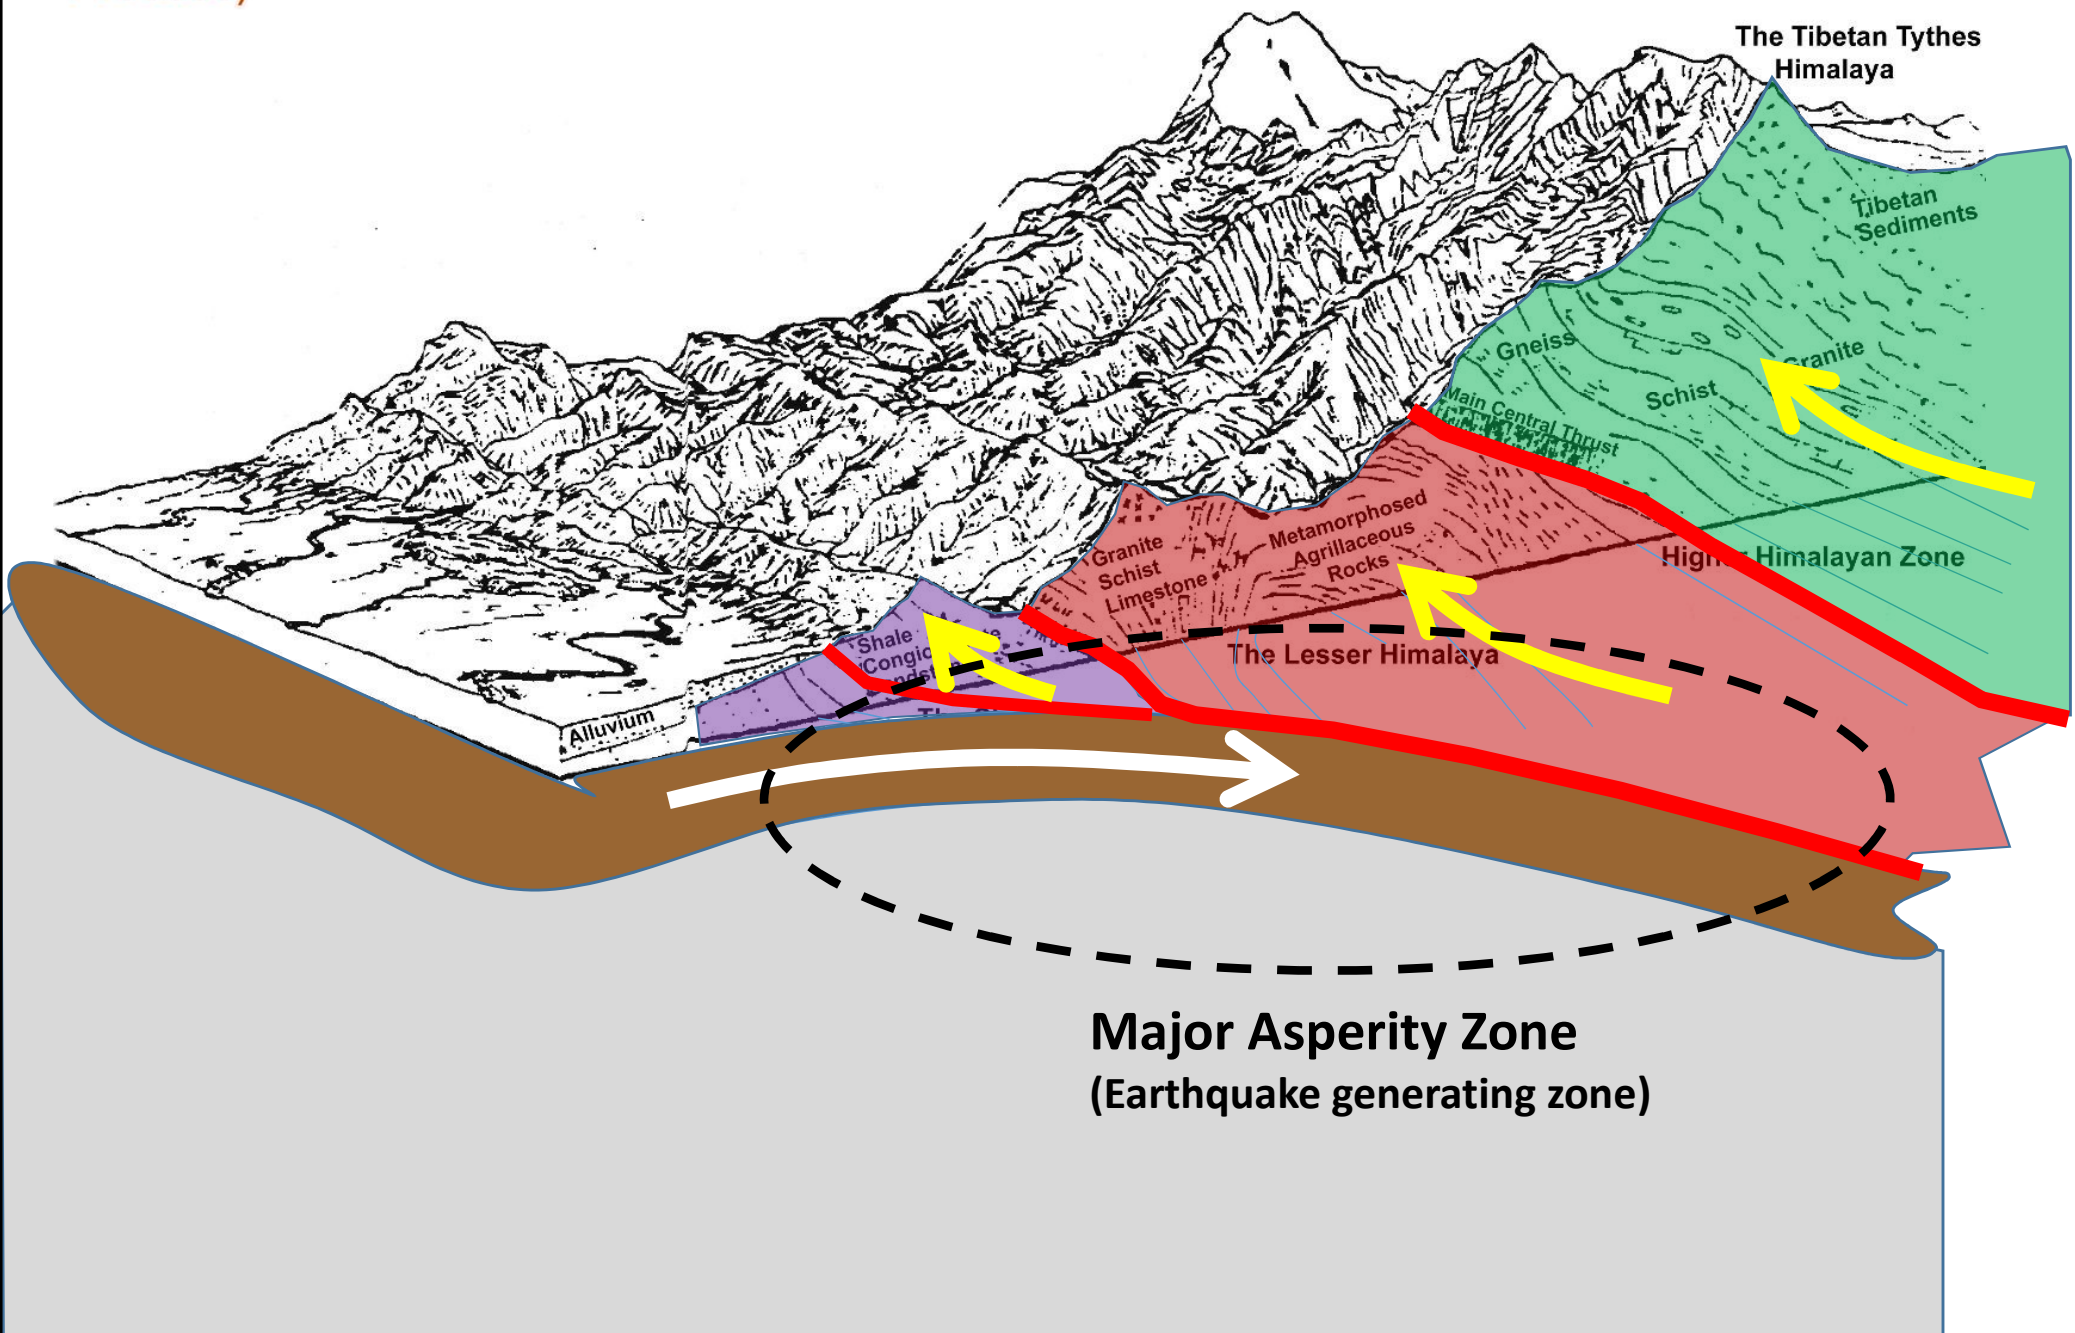 The Tibetan Tythes
Himalaya
Tibetan
Sediments
Gneiss
Granite
Schist
Main Central Thrust
Higher Himalayan Zone
Metamorphosed
Agrillaceous
Rocks
Granite
Schist
Limestone
The Lesser Himalaya
Shale
Alluvium
Major Asperity Zone
(Earthquake generating zone)